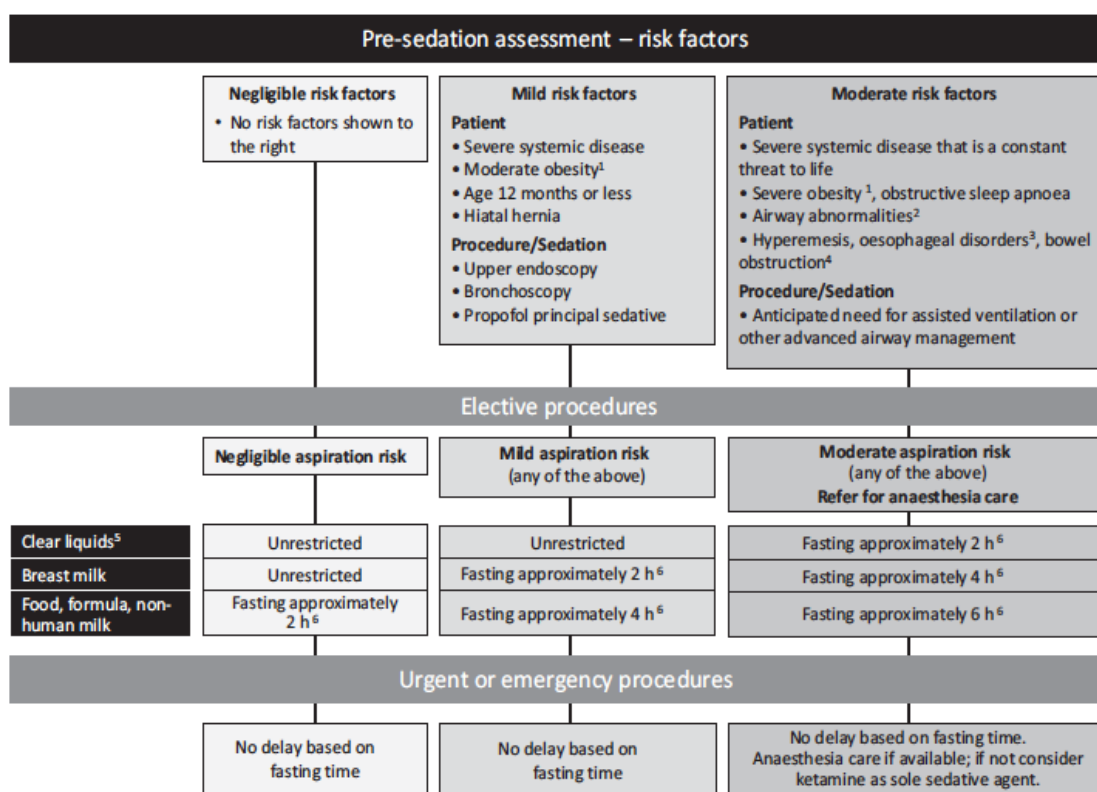 Pre-sedation assessment – risk factors
Negligible risk factors
• No risk factors shown to
the right
Mild risk factors
Patient
• Severe systemic disease
• Moderate obesity¹
• Age 12 months or less
• Hiatal hernia
Procedure/Sedation
• Upper endoscopy
• Bronchoscopy
• Propofol principal sedative
Moderate risk factors
Patient
• Severe systemic disease that is a constant
threat to life
• Severe obesity ¹, obstructive sleep apnoea
• Airway abnormalities²
• Hyperemesis, oesophageal disorders³, bowel
obstruction⁴
Procedure/Sedation
• Anticipated need for assisted ventilation or
other advanced airway management
Elective procedures
Negligible aspiration risk
Mild aspiration risk
(any of the above)
Moderate aspiration risk
(any of the above)
Refer for anaesthesia care
Clear liquids⁵
Unrestricted
Unrestricted
Fasting approximately 2 h⁶
Breast milk
Unrestricted
Fasting approximately 2 h⁶
Fasting approximately 4 h⁶
Food, formula, non-
human milk
Fasting approximately
2 h⁶
Fasting approximately 4 h⁶
Fasting approximately 6 h⁶
Urgent or emergency procedures
No delay based on
fasting time
No delay based on
fasting time
No delay based on fasting time.
Anaesthesia care if available; if not consider
ketamine as sole sedative agent.